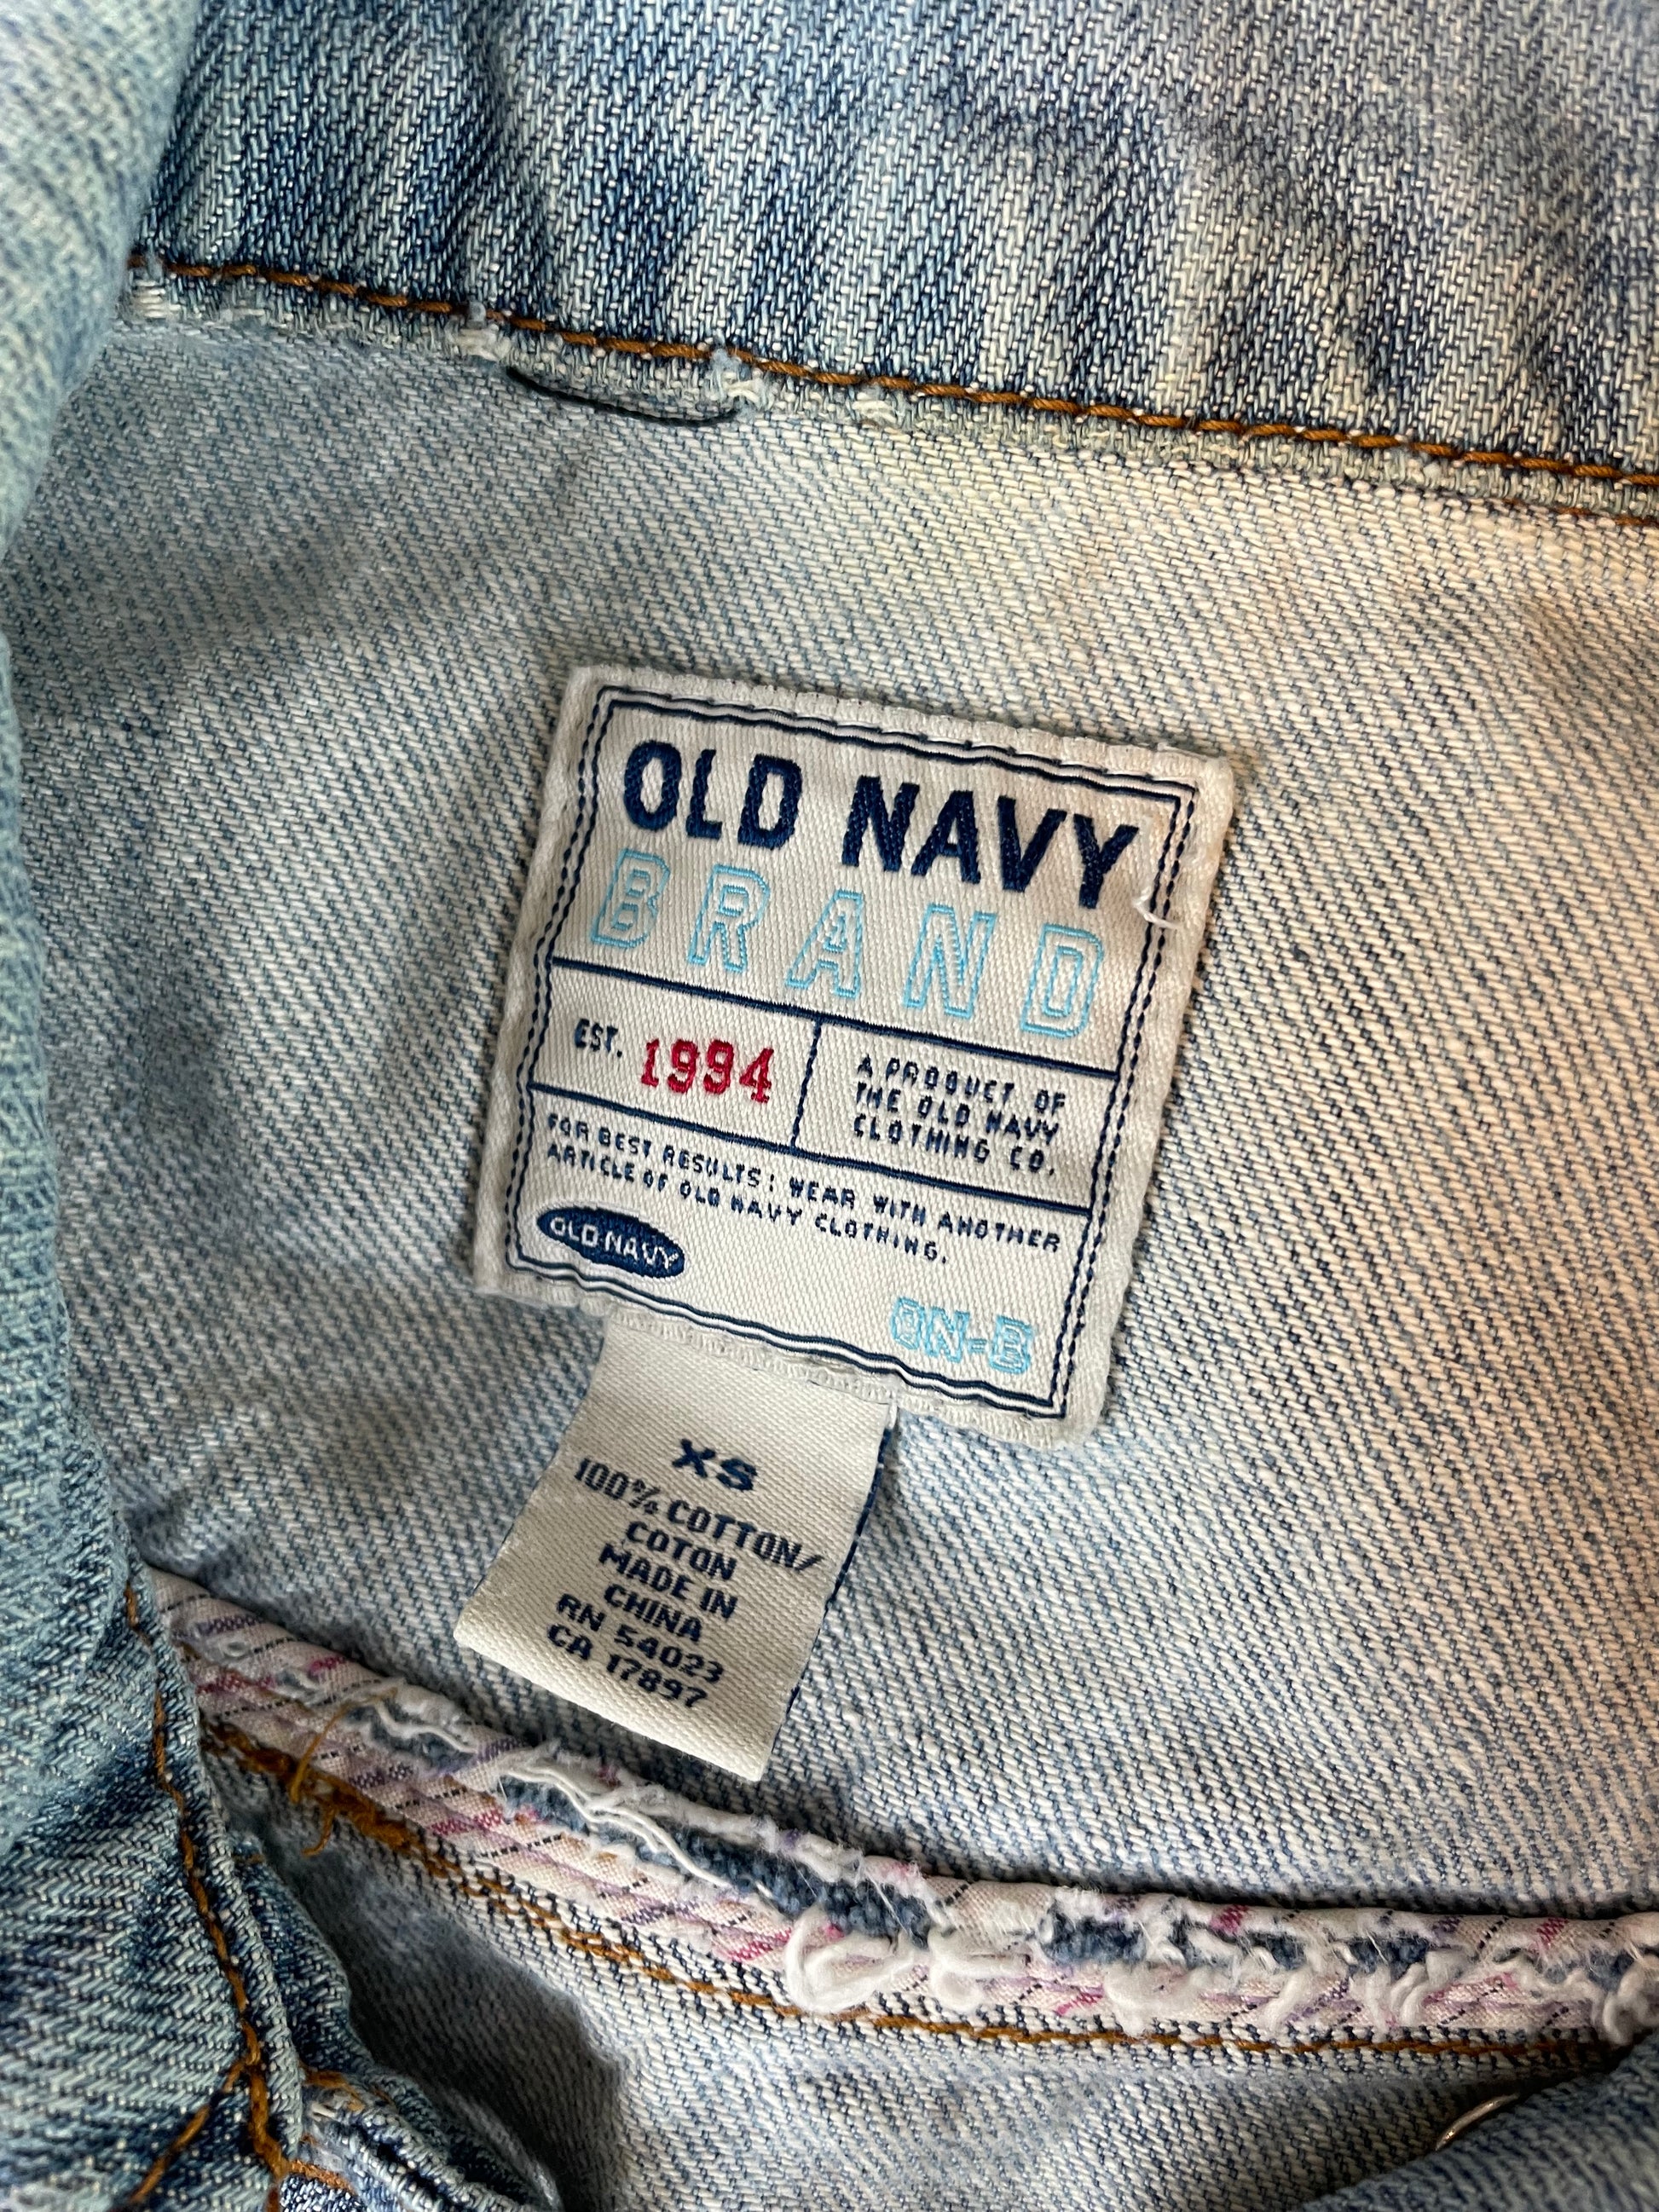 OLD NAVY
BRAND
EST. 1994
A PRODUCT OF
THE OLD NAVY
CLOTHING CO.
FOR BEST RESULTS: WEAR WITH ANOTHER
ARTICLE OF OLD NAVY CLOTHING.
OLD NAVY
ON-B
XS
100% COTTON/
COTON
MADE IN
CHINA
RN 54023
CA 17897